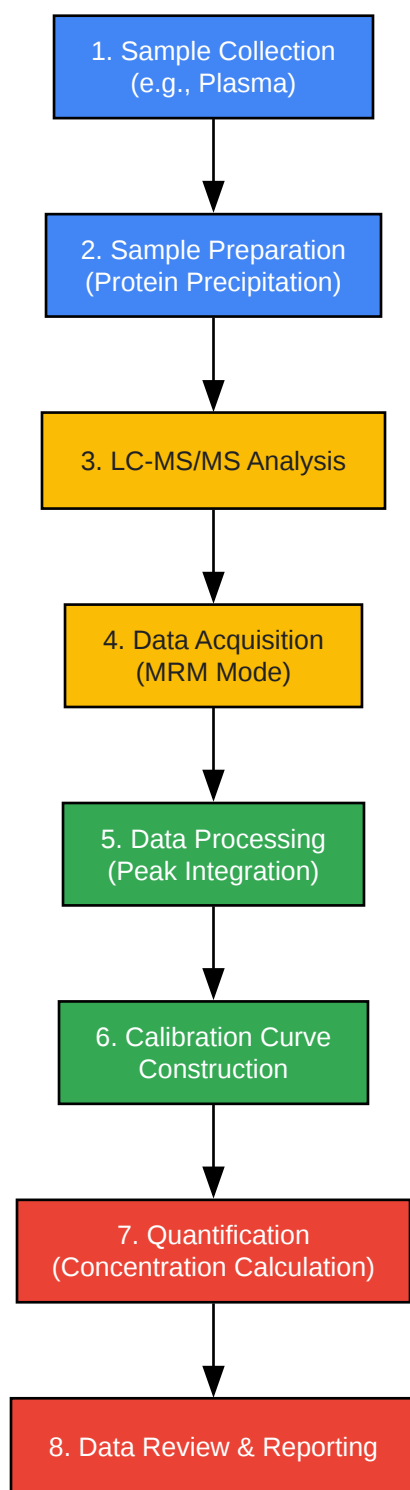 1. Sample Collection
(e.g., Plasma)
2. Sample Preparation
(Protein Precipitation)
3. LC-MS/MS Analysis
4. Data Acquisition
(MRM Mode)
5. Data Processing
(Peak Integration)
6. Calibration Curve
Construction
7. Quantification
(Concentration Calculation)
8. Data Review & Reporting